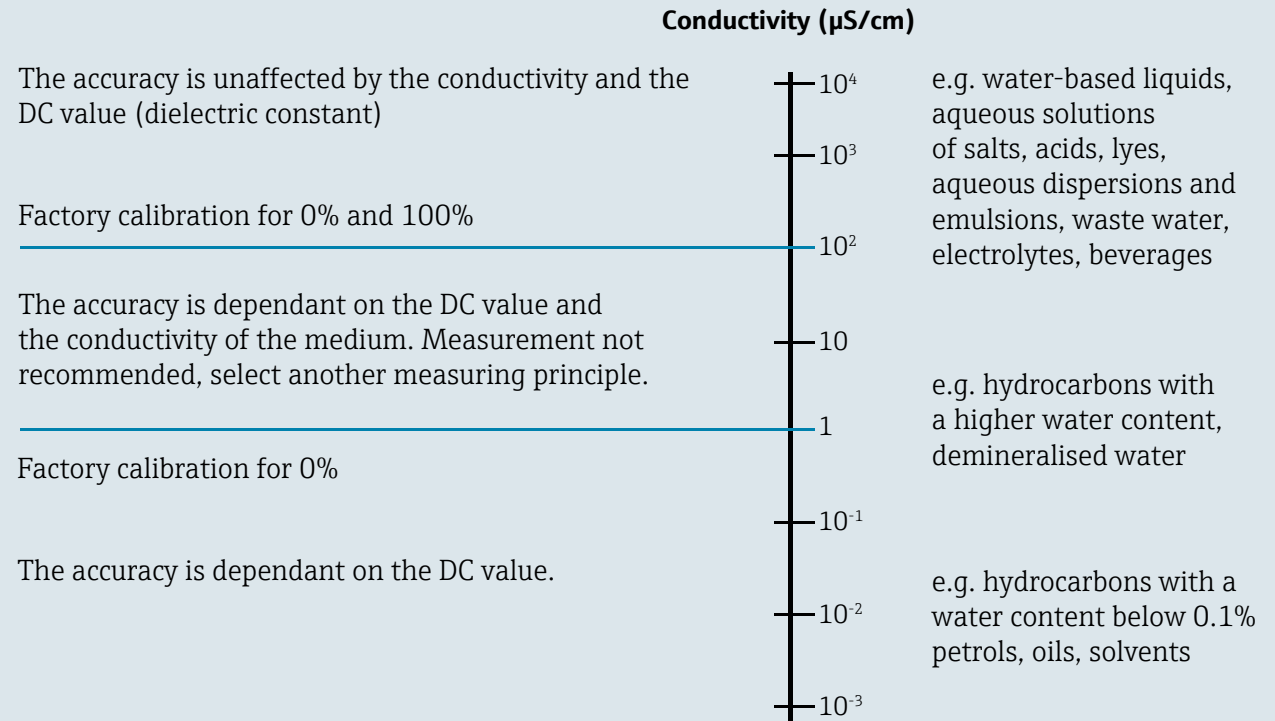 Conductivity (µS/cm)
The accuracy is unaffected by the conductivity and the
DC value (dielectric constant)
Factory calibration for 0% and 100%
The accuracy is dependant on the DC value and
the conductivity of the medium. Measurement not
recommended, select another measuring principle.
Factory calibration for 0%
The accuracy is dependant on the DC value.
10⁴
10³
10²
10
1
10⁻¹
10⁻²
10⁻³
e.g. water-based liquids,
aqueous solutions
of salts, acids, lyes,
aqueous dispersions and
emulsions, waste water,
electrolytes, beverages
e.g. hydrocarbons with
a higher water content,
demineralised water
e.g. hydrocarbons with a
water content below 0.1%
petrols, oils, solvents